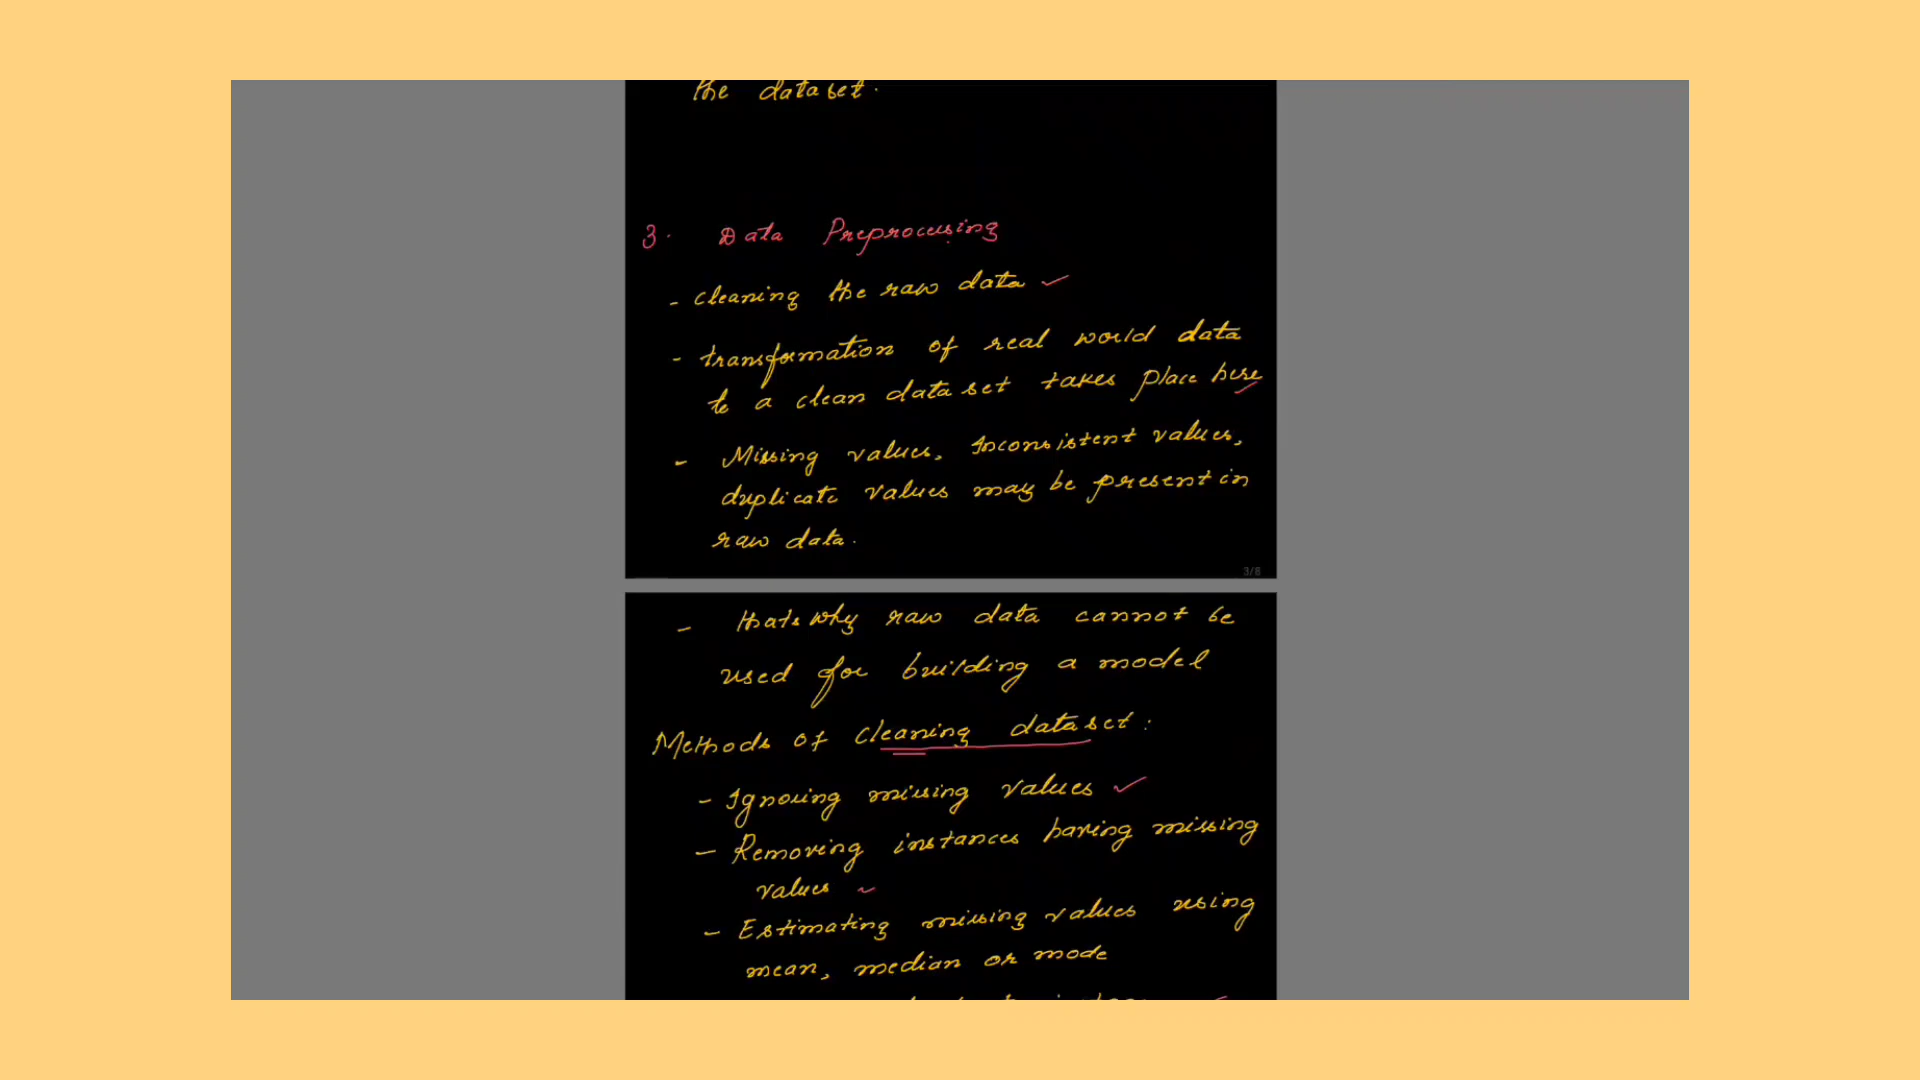 the dataset.
3. Data Preprocessing
- cleaning the raw data
- transformation of real world data
to a clean data set takes place here
- Missing values, Inconsistent values,
duplicate values may be present in
raw data.
3/8
- thats why raw data cannot be
used for building a model
Methods of cleaning dataset:
- Ignoring missing values
- Removing instances having missing
values
- Estimating missing values using
mean, median or mode